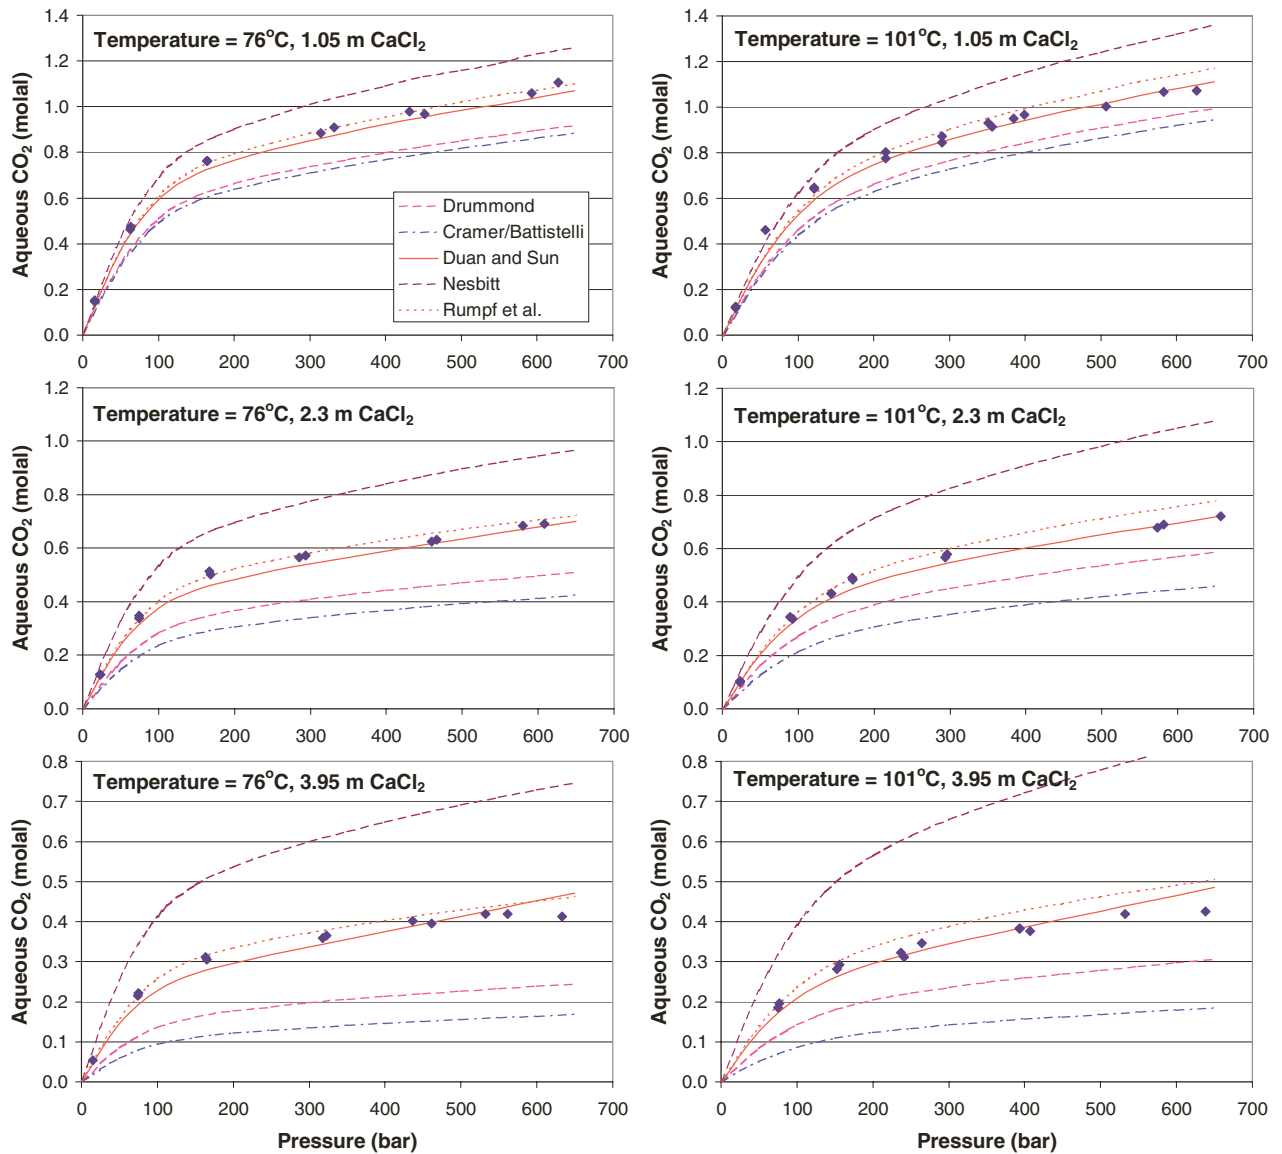 Temperature = 76°C, 1.05 m CaCl₂
Aqueous CO₂ (molal)
1.4
1.2
1.0
0.8
0.6
0.4
0.2
0.0
Drummond
Cramer/Battistelli
Duan and Sun
Nesbitt
Rumpf et al.
0 100 200 300 400 500 600 700
Temperature = 101°C, 1.05 m CaCl₂
Aqueous CO₂ (molal)
1.4
1.2
1.0
0.8
0.6
0.4
0.2
0.0
0 100 200 300 400 500 600 700
Temperature = 76°C, 2.3 m CaCl₂
Aqueous CO₂ (molal)
1.2
1.0
0.8
0.6
0.4
0.2
0.0
0 100 200 300 400 500 600 700
Temperature = 101°C, 2.3 m CaCl₂
Aqueous CO₂ (molal)
1.2
1.0
0.8
0.6
0.4
0.2
0.0
0 100 200 300 400 500 600 700
Temperature = 76°C, 3.95 m CaCl₂
Aqueous CO₂ (molal)
0.8
0.7
0.6
0.5
0.4
0.3
0.2
0.1
0.0
0 100 200 300 400 500 600 700
Pressure (bar)
Temperature = 101°C, 3.95 m CaCl₂
Aqueous CO₂ (molal)
0.8
0.7
0.6
0.5
0.4
0.3
0.2
0.1
0.0
0 100 200 300 400 500 600 700
Pressure (bar)